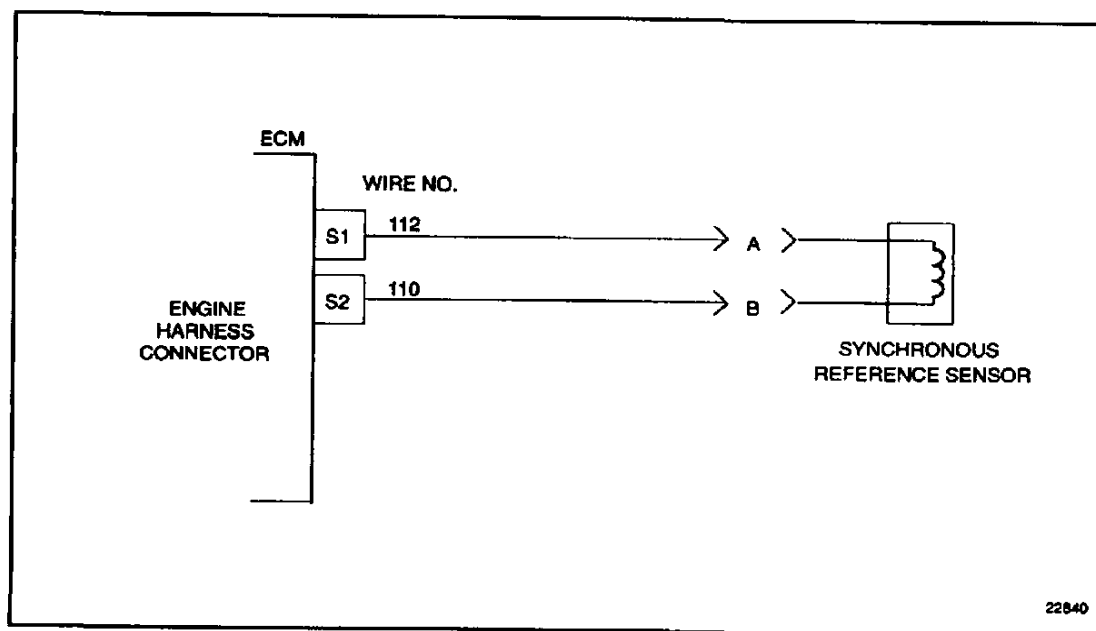 ECM
WIRE NO.
S1 112 A
S2 110 B
ENGINE
HARNESS
CONNECTOR
SYNCHRONOUS
REFERENCE SENSOR
22840